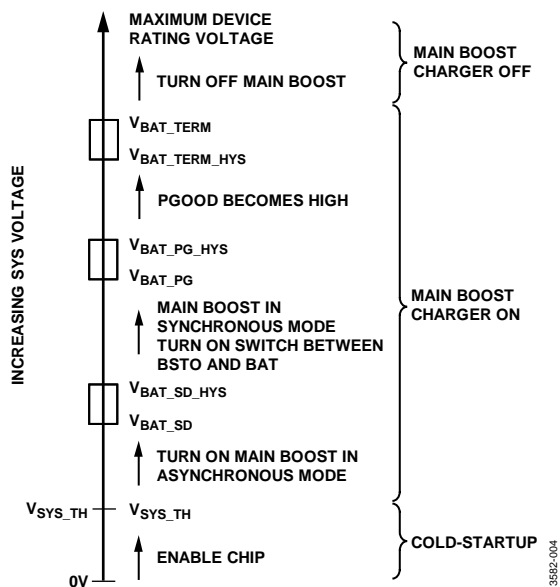 MAXIMUM DEVICE
RATING VOLTAGE
TURN OFF MAIN BOOST
MAIN BOOST
CHARGER OFF
VBAT_TERM
VBAT_TERM_HYS
PGOOD BECOMES HIGH
VBAT_PG_HYS
VBAT_PG
MAIN BOOST IN
SYNCHRONOUS MODE
TURN ON SWITCH BETWEEN
BSTO AND BAT
MAIN BOOST
CHARGER ON
VBAT_SD_HYS
VBAT_SD
TURN ON MAIN BOOST IN
ASYNCHRONOUS MODE
VSYS_TH
VSYS_TH
ENABLE CHIP
COLD-STARTUP
0V
INCREASING SYS VOLTAGE
3582-004